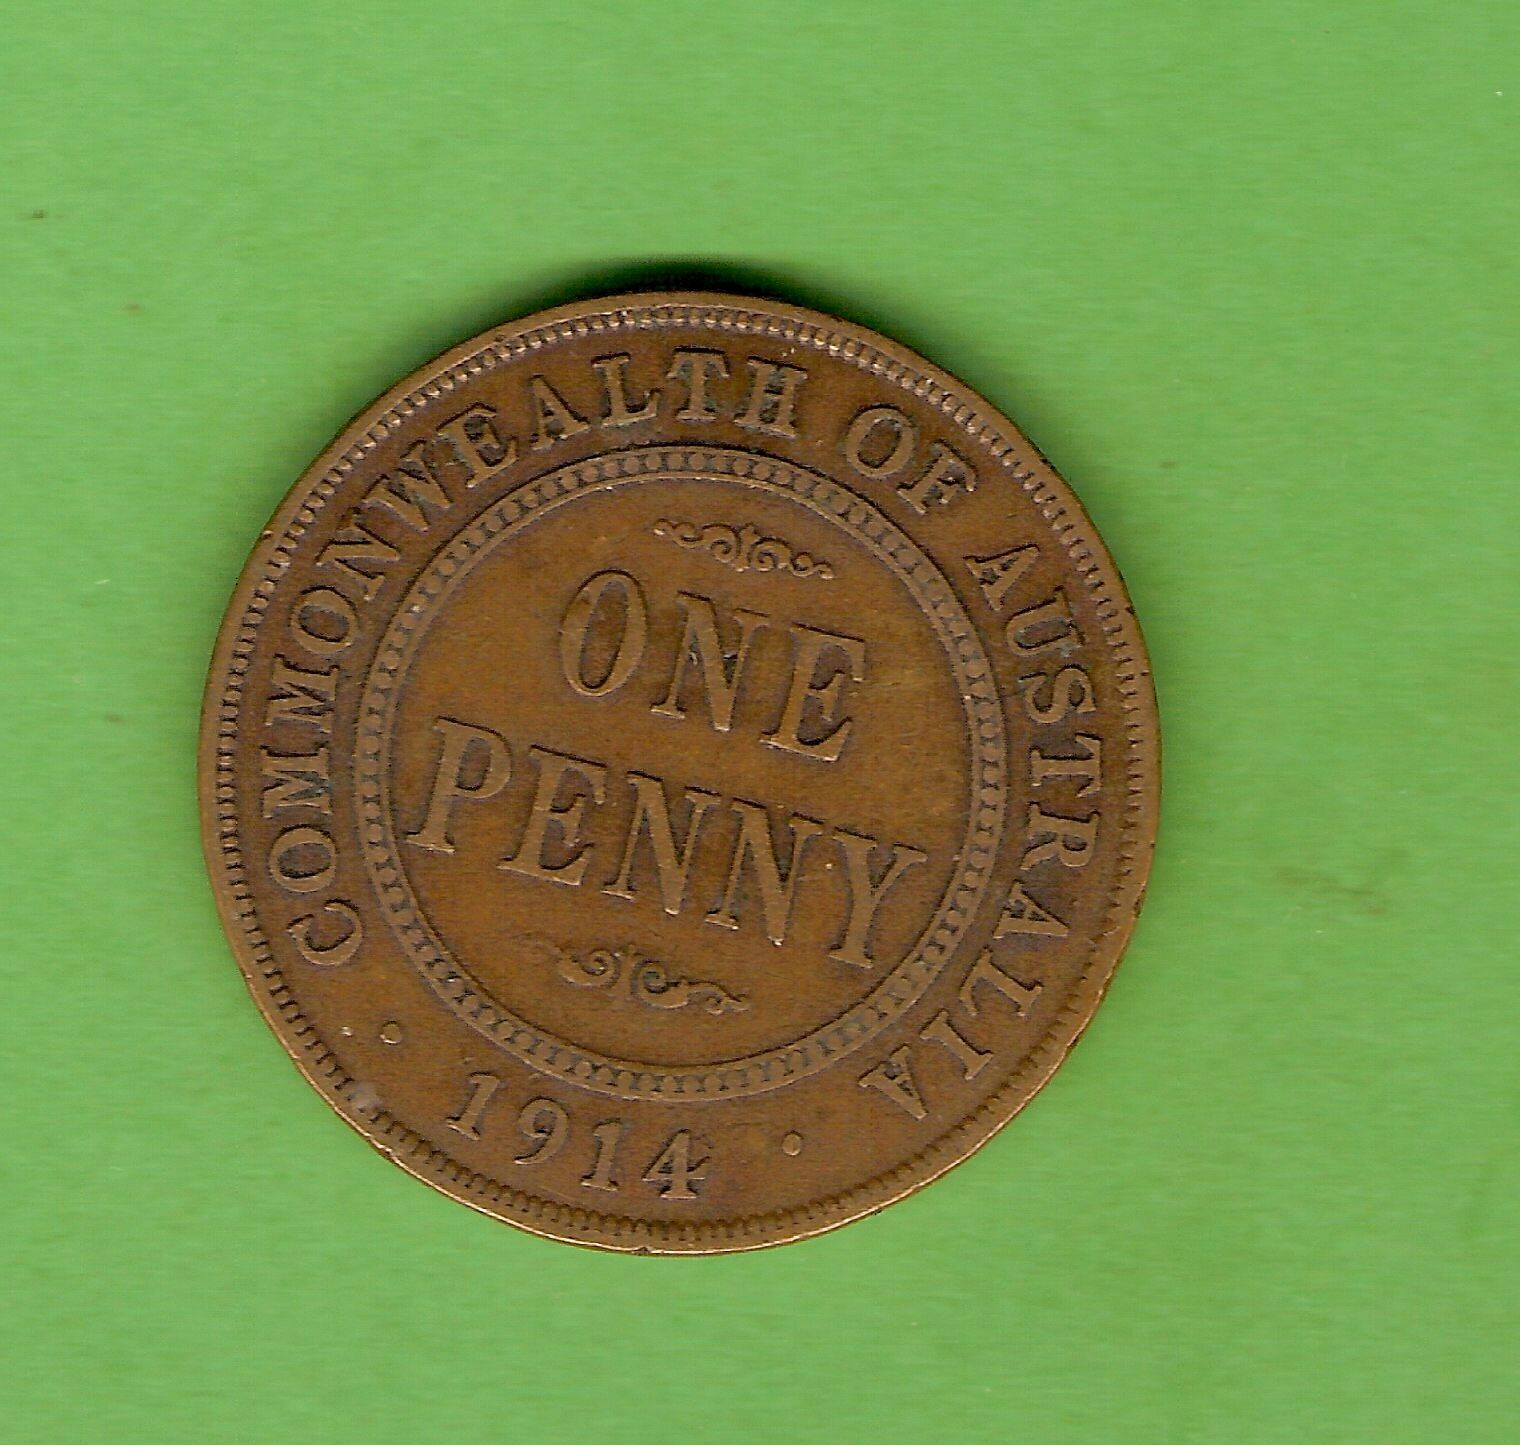 COMMONWEALTH OF AUSTRALIA
ONE
PENNY
1914